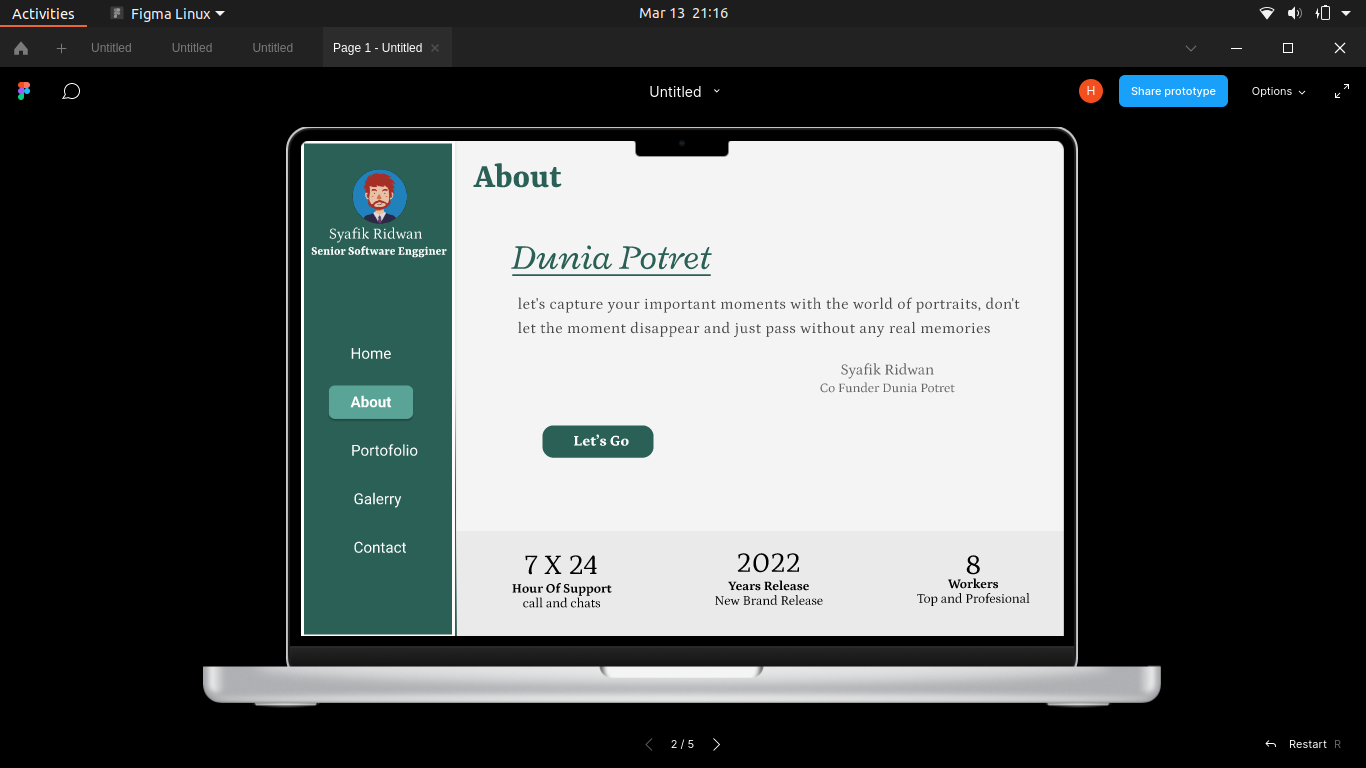 Activities
Figma Linux
Mar 13 21:16
Untitled
Untitled
Untitled
Page 1 - Untitled
Untitled
H
Share prototype
Options
Syafik Ridwan
Senior Software Engginer
Home
About
Portofolio
Galerry
Contact
About
Dunia Potret
let's capture your important moments with the world of portraits, don't
let the moment disappear and just pass without any real memories
Syafik Ridwan
Co Funder Dunia Potret
Let's Go
7 X 24
Hour Of Support
call and chats
2022
Years Release
New Brand Release
8
Workers
Top and Profesional
2 / 5
Restart R